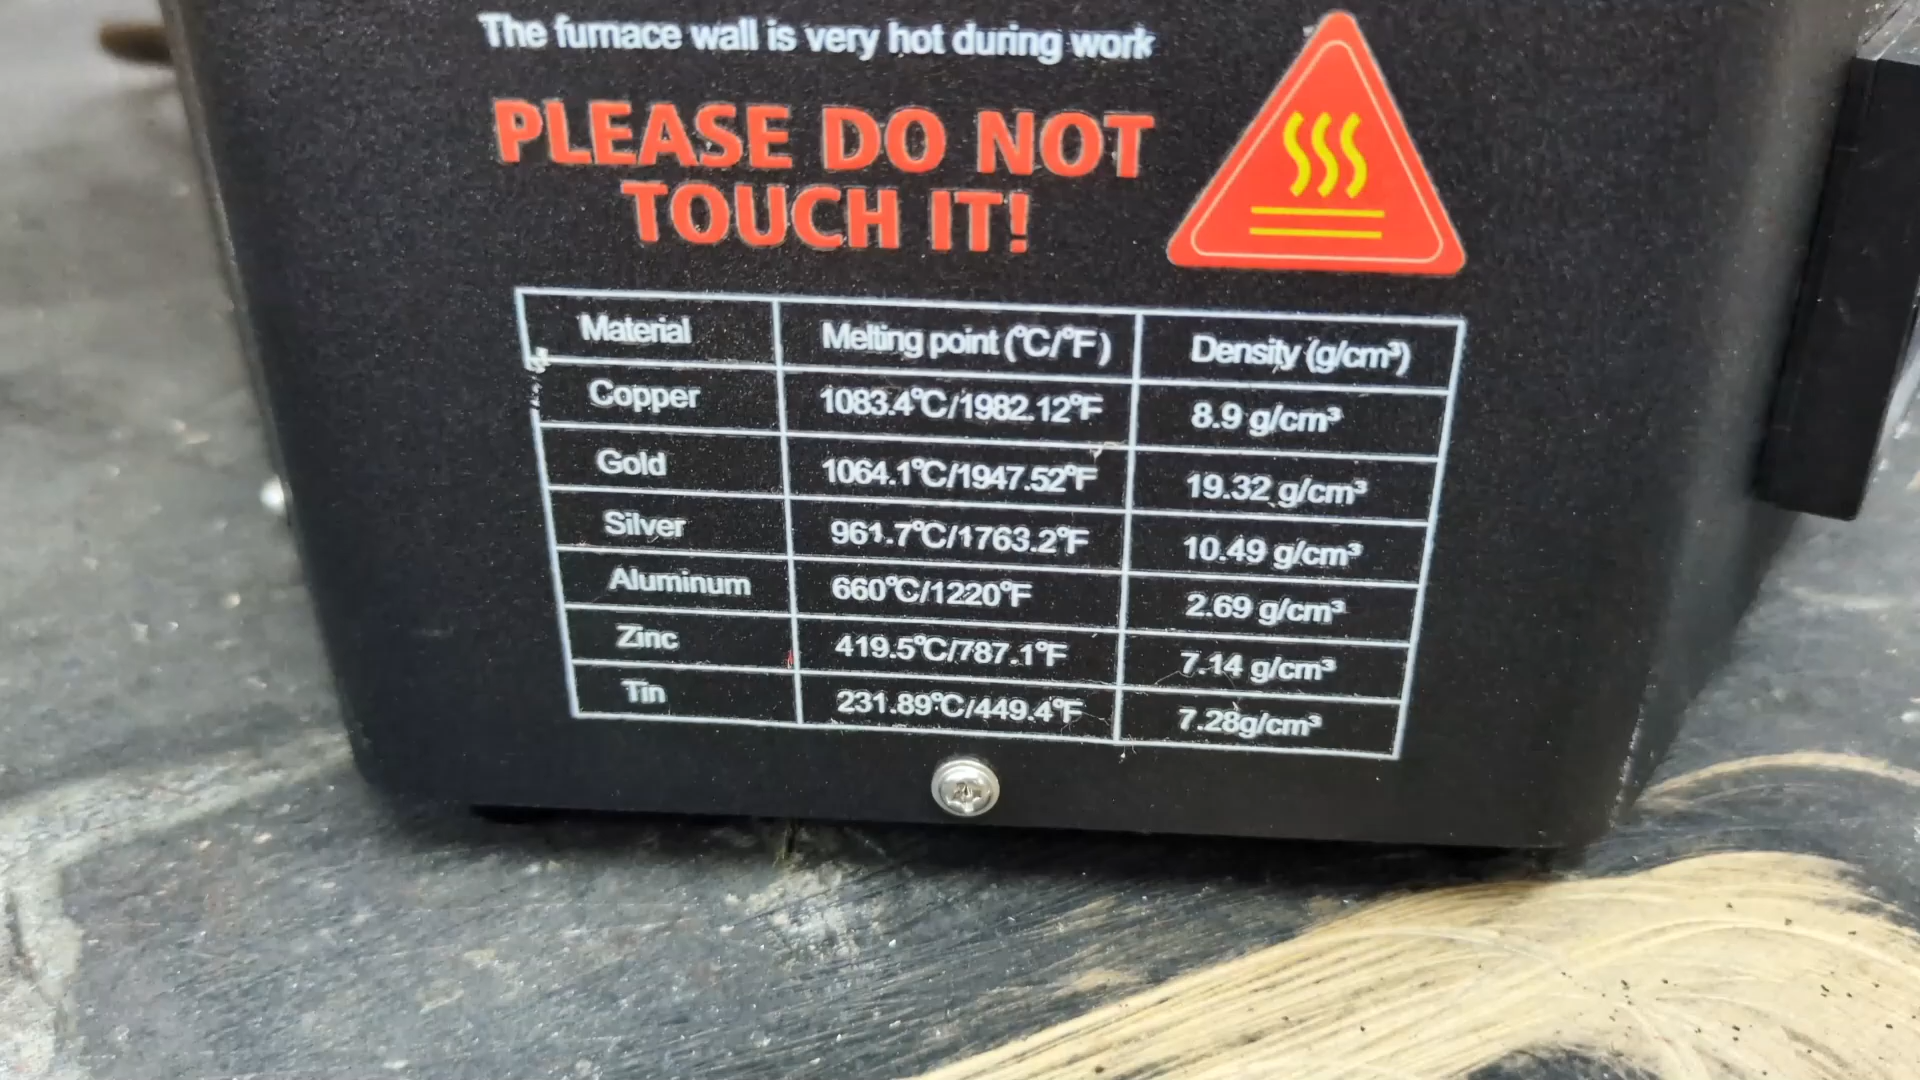 The furnace wall is very hot during work
PLEASE DO NOT
TOUCH IT!
Material Melting point (℃/℉) Density (g/cm³)
Copper 1083.4℃/1982.12℉ 8.9 g/cm³
Gold 1064.1℃/1947.52℉ 19.32 g/cm³
Silver 961.7℃/1763.2℉ 10.49 g/cm³
Aluminum 660℃/1220℉ 2.69 g/cm³
Zinc 419.5℃/787.1℉ 7.14 g/cm³
Tin 231.89℃/449.4℉ 7.28g/cm³